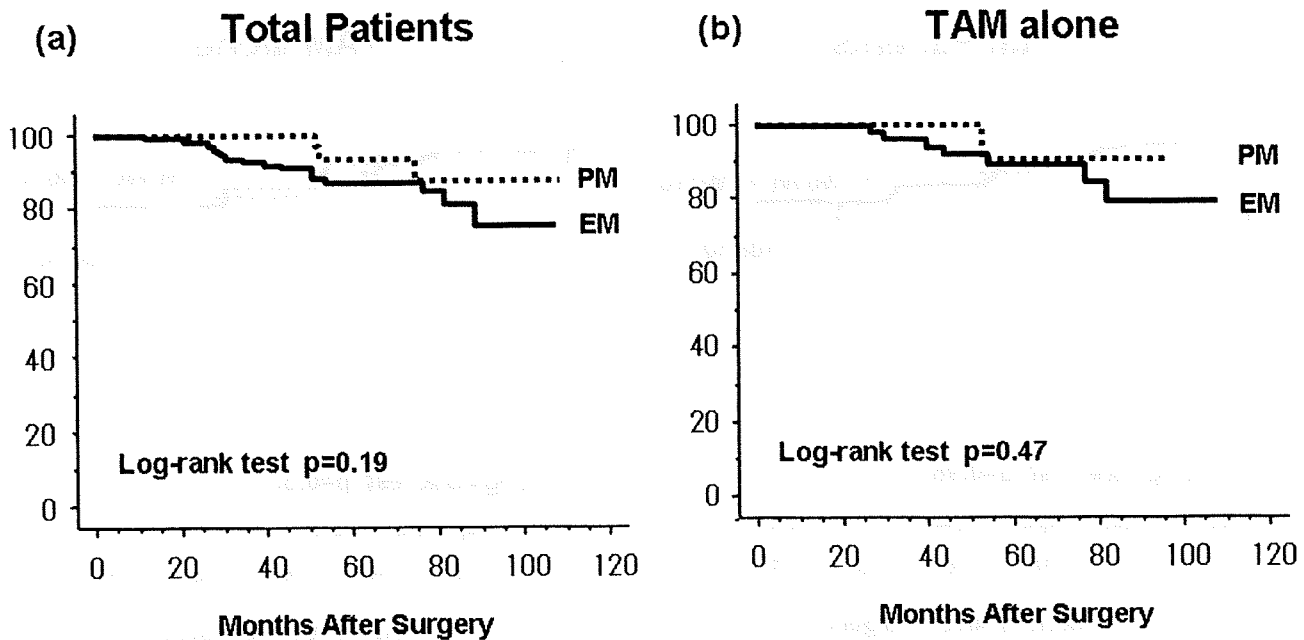 (a) Total Patients
100
80
60
40
20
0
PM
EM
Log-rank test p=0.19
0 20 40 60 80 100 120
Months After Surgery
(b) TAM alone
100
80
60
40
20
0
PM
EM
Log-rank test p=0.47
0 20 40 60 80 100 120
Months After Surgery